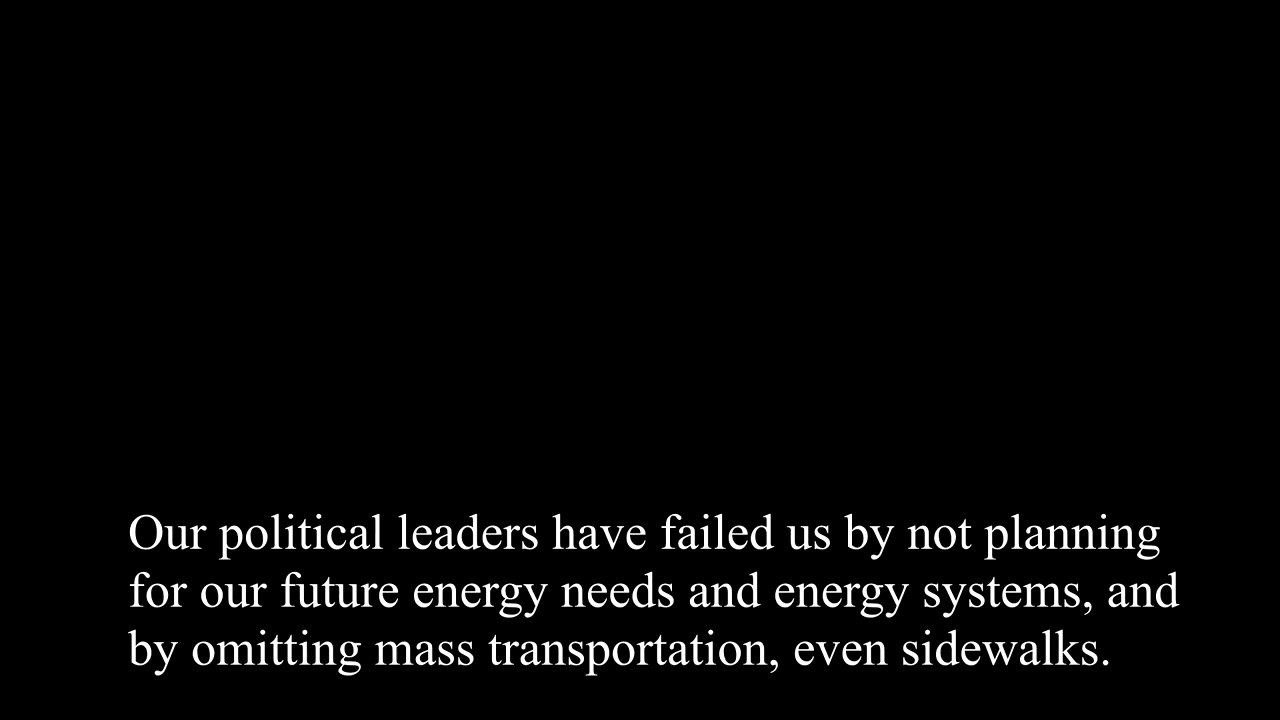 Our political leaders have failed us by not planning
for our future energy needs and energy systems, and
by omitting mass transportation, even sidewalks.